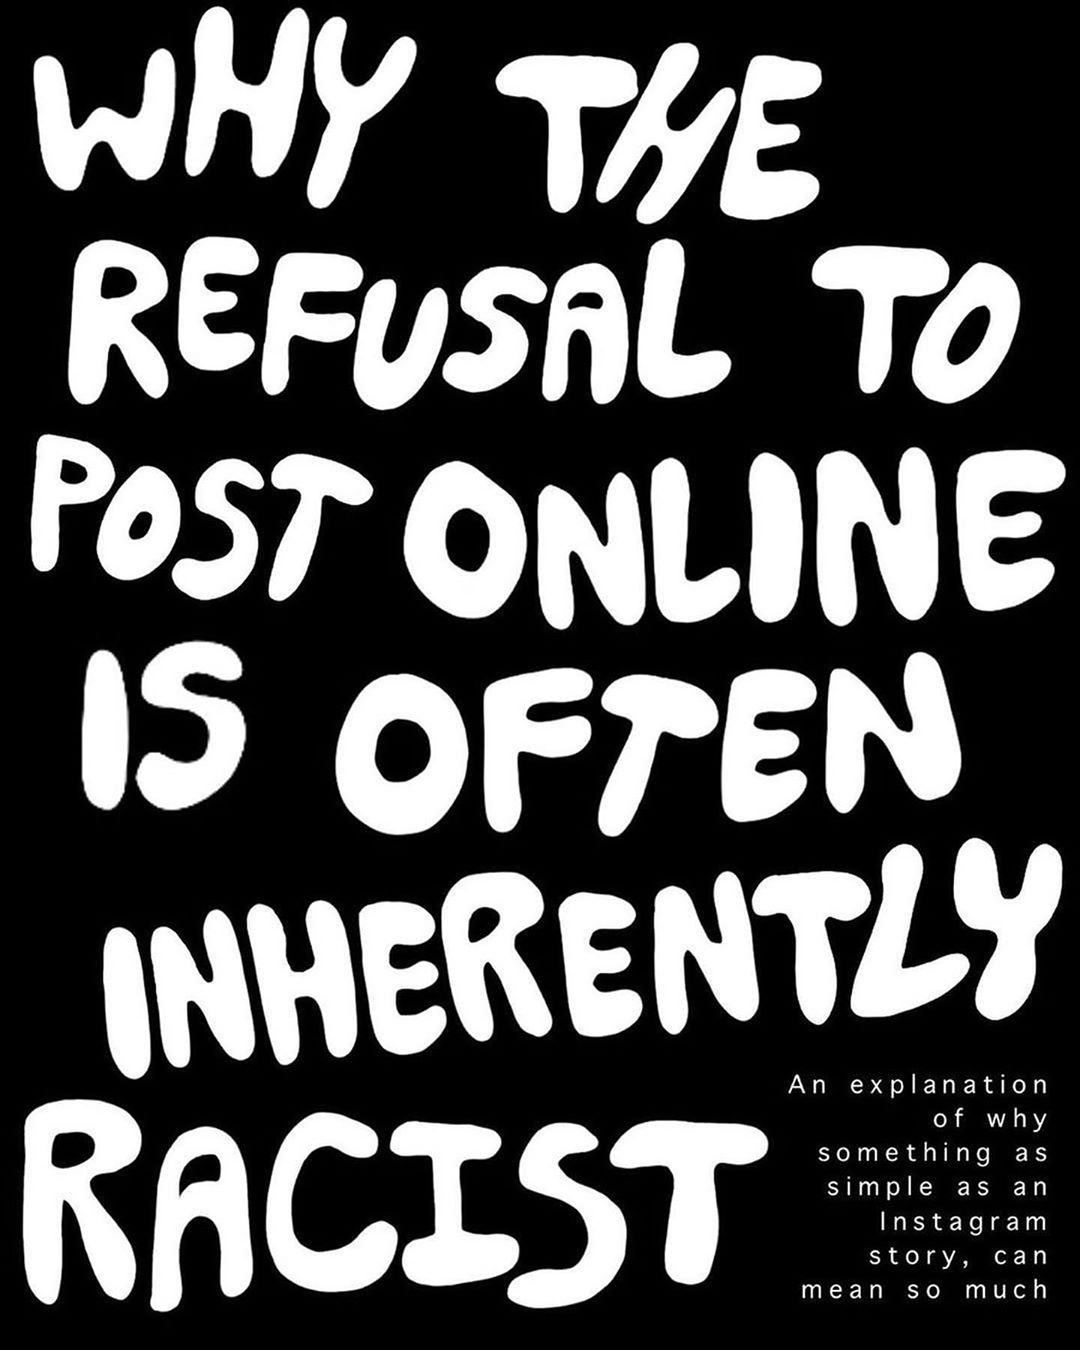 WHY THE
REFUSAL TO
POST ONLINE
IS OFTEN
INHERENTLY
RACIST
An explanation
of why
something as
simple as an
Instagram
story, can
mean so much